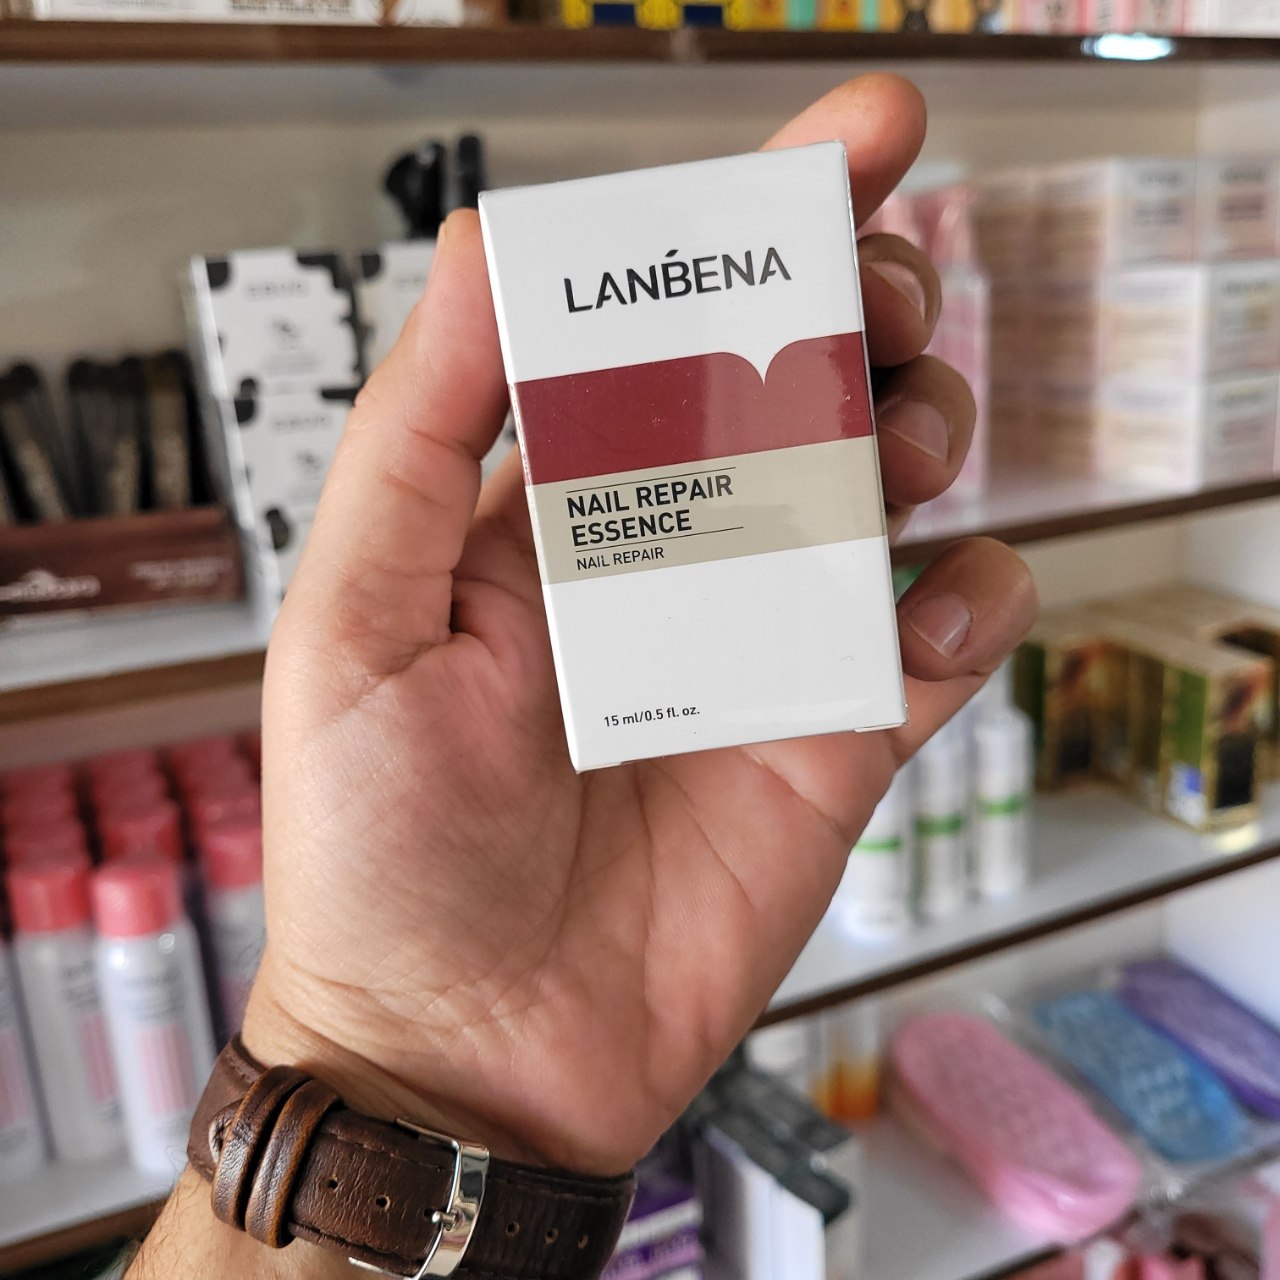 LANBENA
NAIL REPAIR
ESSENCE
NAIL REPAIR
15 ml/0.5 fl. oz.